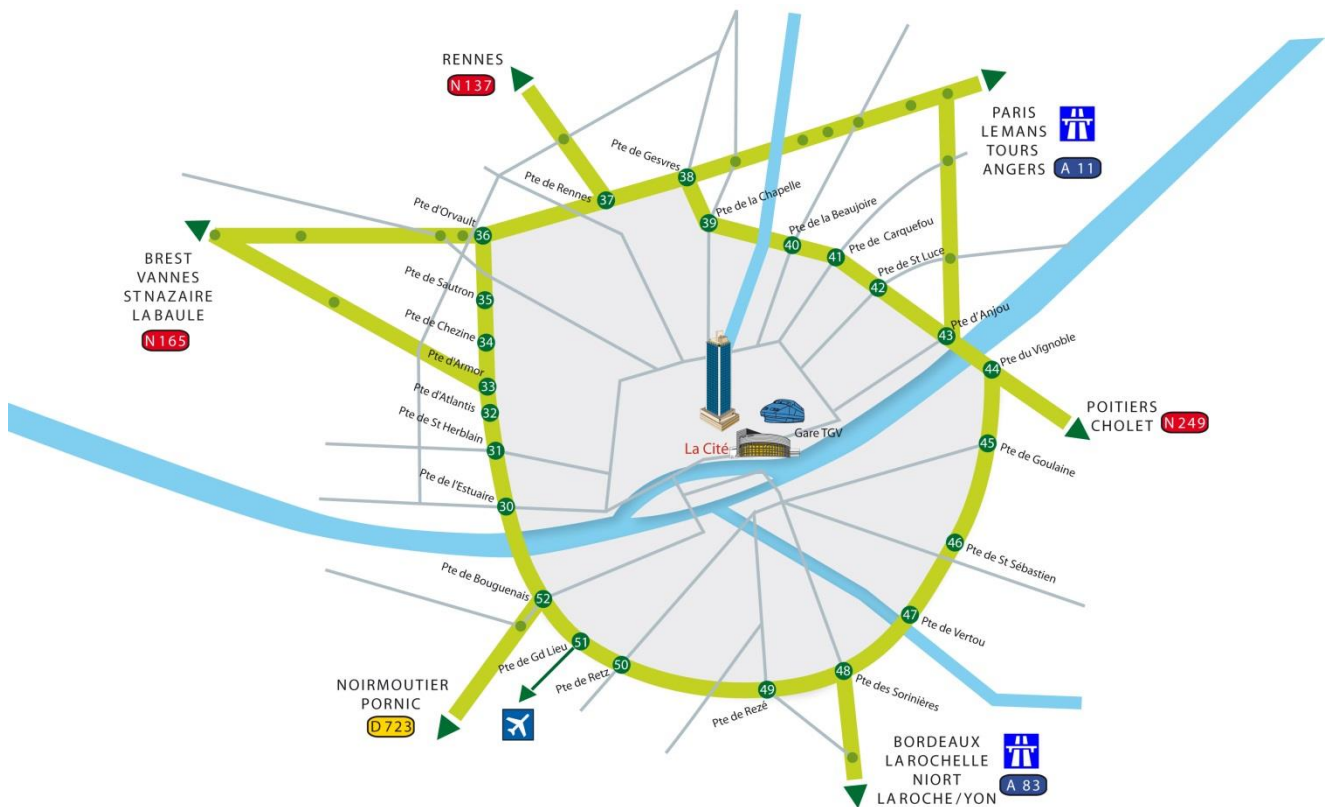 RENNES
N 137
PARIS
LE MANS
TOURS
ANGERS
A 11
Pte de Gesvres
38
Pte de Rennes
37
Pte de la Chapelle
39
Pte d'Orvault
36
Pte de la Beaujoire
40
Pte de Carquefou
41
Pte de St Luce
42
BREST
VANNES
ST NAZAIRE
LA BAULE
N 165
Pte de Sautron
35
Pte de Chezine
34
Pte d'Anjou
43
Pte du Vignoble
44
Pte d'Armor
33
Pte d'Atlantis
32
Pte de St Herblain
31
POITIERS
CHOLET
N 249
La Cité
Gare TGV
Pte de Goulaine
45
Pte de l'Estuaire
30
Pte de St Sébastien
46
Pte de Bouguenais
52
Pte de Vertou
47
Pte de Gd Lieu
51
Pte de Retz
50
Pte de Rezé
49
Pte des Sorinières
48
NOIRMOUTIER
PORNIC
D 723
BORDEAUX
LA ROCHELLE
NIORT
LA ROCHE / YON
A 83